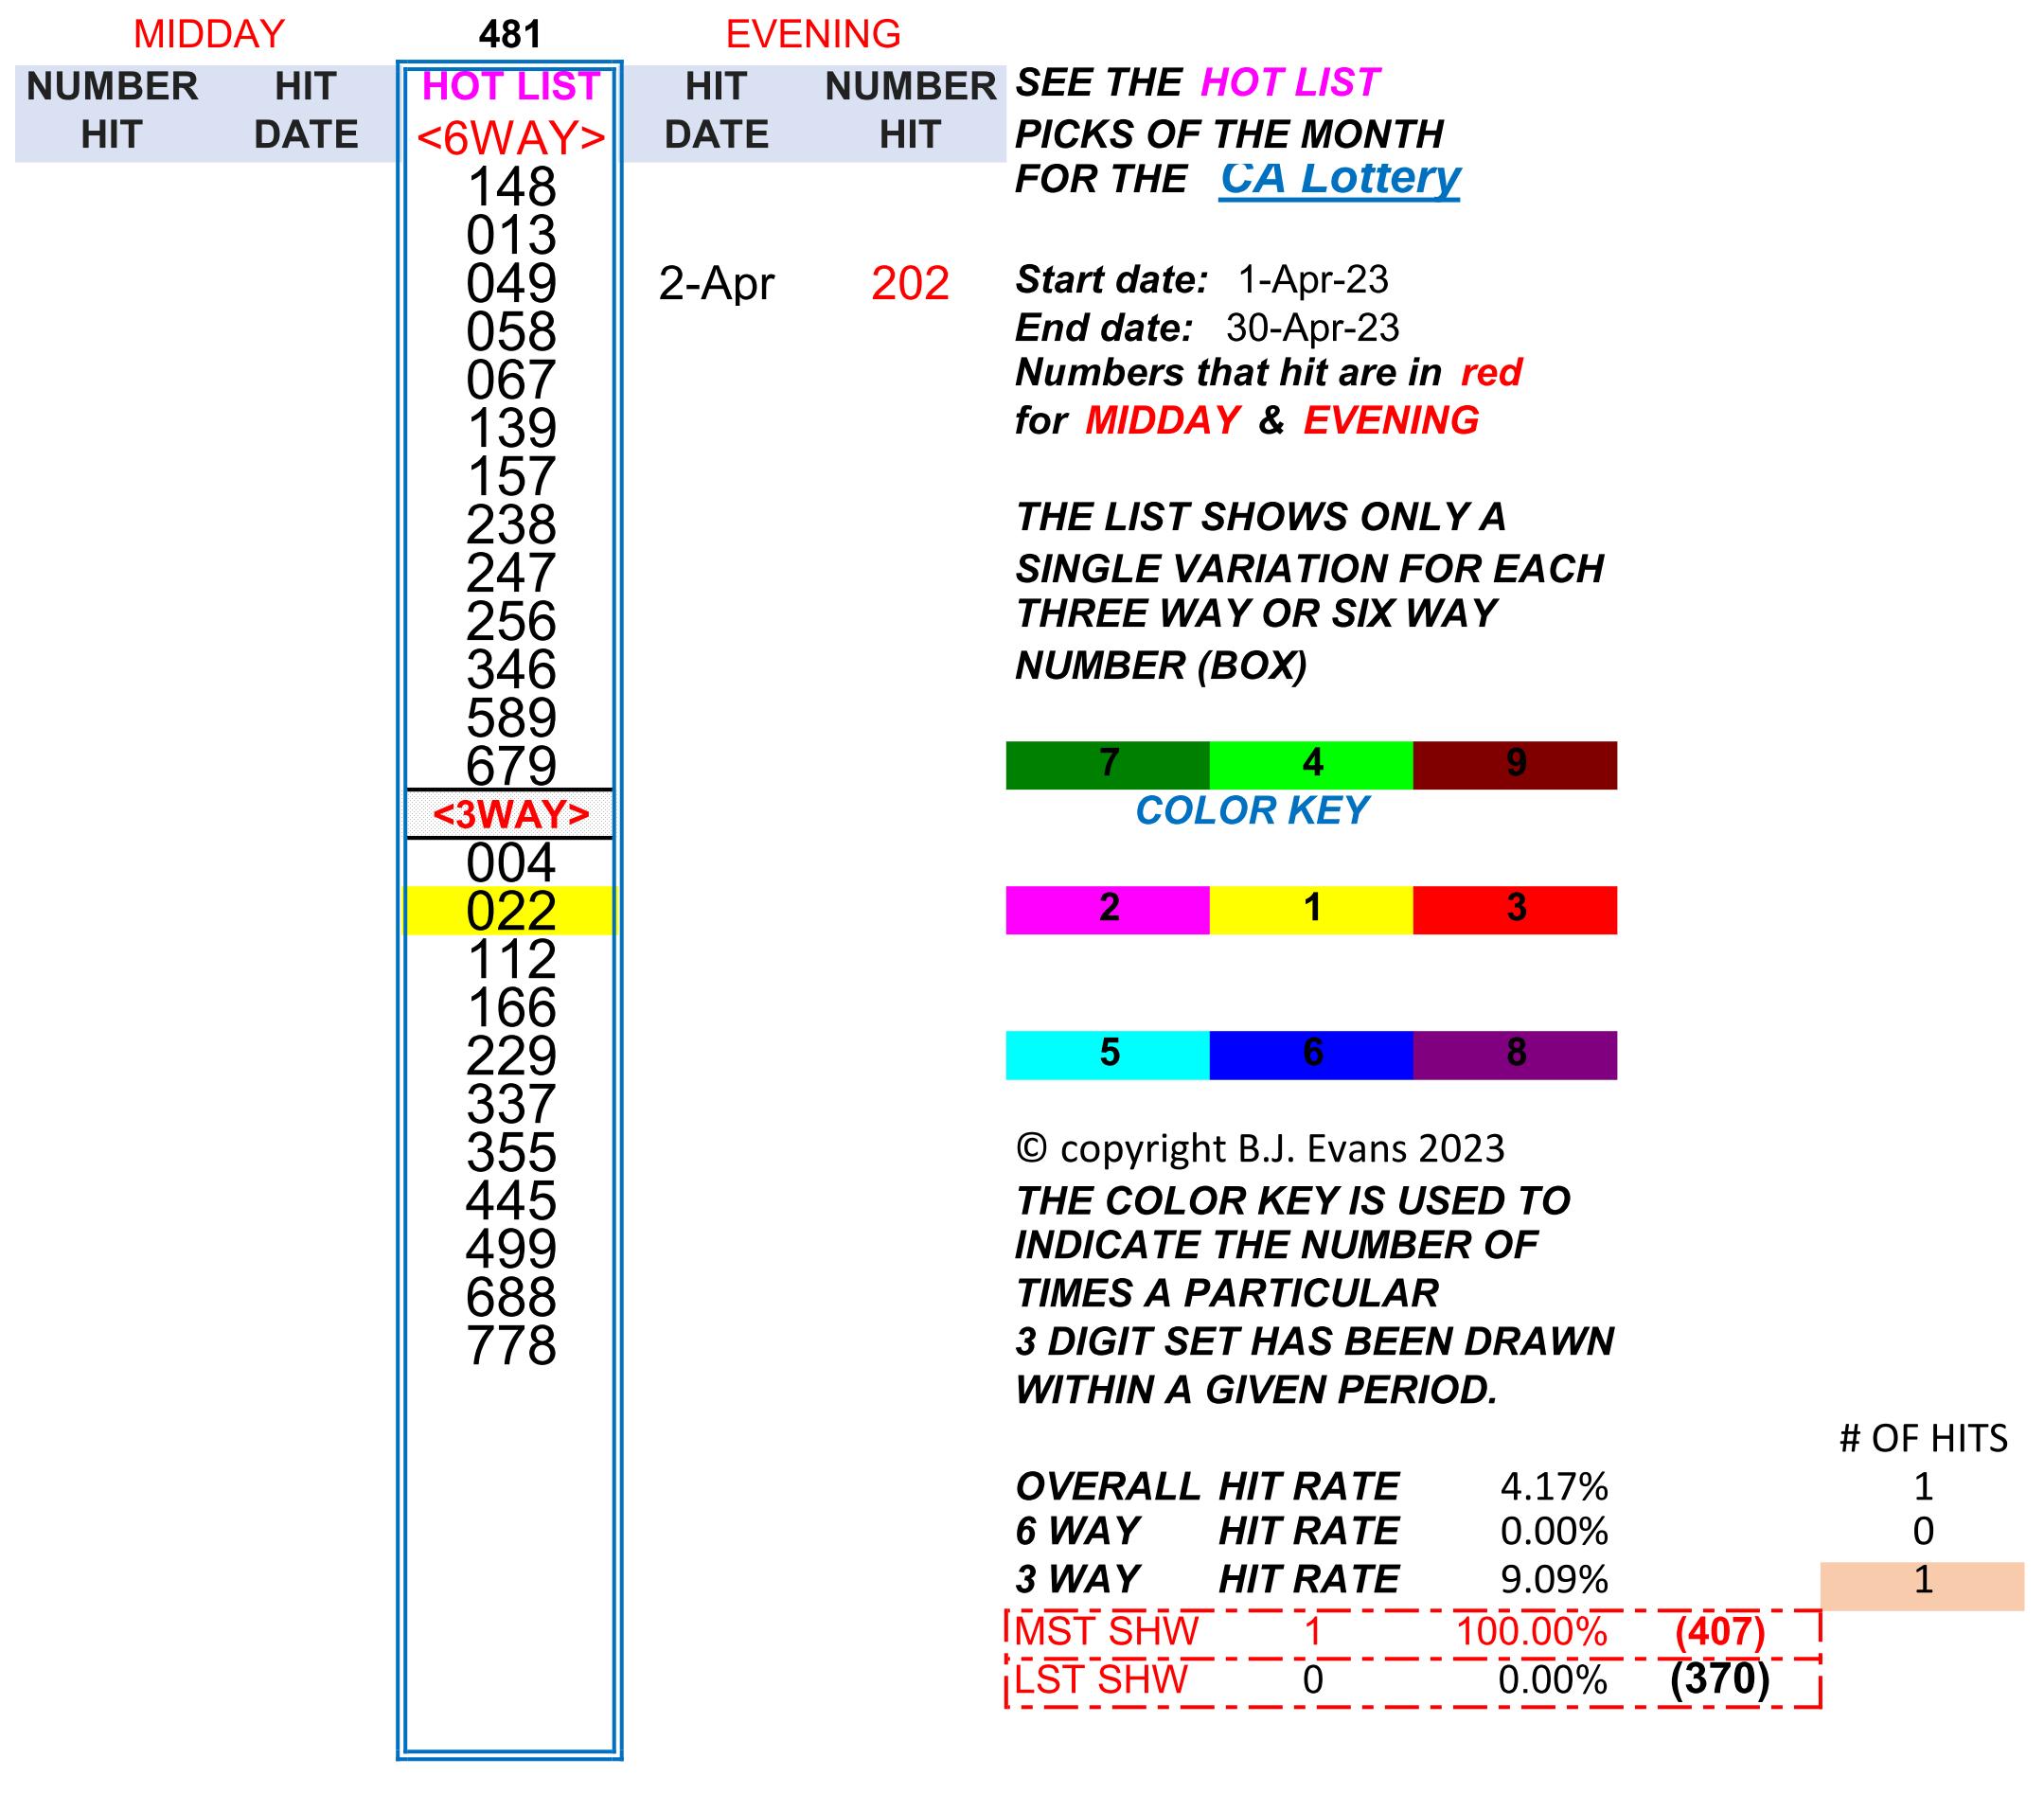 MIDDAY 481 EVENING
NUMBER HIT HOT LIST HIT NUMBER SEE THE HOT LIST
HIT DATE <6WAY> DATE HIT PICKS OF THE MONTH
148 FOR THE CA Lottery
013
049 2-Apr 202 Start date: 1-Apr-23
058 End date: 30-Apr-23
067 Numbers that hit are in red
139 for MIDDAY & EVENING
157
238 THE LIST SHOWS ONLY A
247 SINGLE VARIATION FOR EACH
256 THREE WAY OR SIX WAY
346 NUMBER (BOX)
589
679 7 4 9
<3WAY> COLOR KEY
004
022 2 1 3
112
166
229 5 6 8
337
355 © copyright B.J. Evans 2023
445 THE COLOR KEY IS USED TO
499 INDICATE THE NUMBER OF
688 TIMES A PARTICULAR
778 3 DIGIT SET HAS BEEN DRAWN
WITHIN A GIVEN PERIOD.
# OF HITS
OVERALL HIT RATE 4.17% 1
6 WAY HIT RATE 0.00% 0
3 WAY HIT RATE 9.09% 1
MST SHW 1 100.00% (407)
LST SHW 0 0.00% (370)